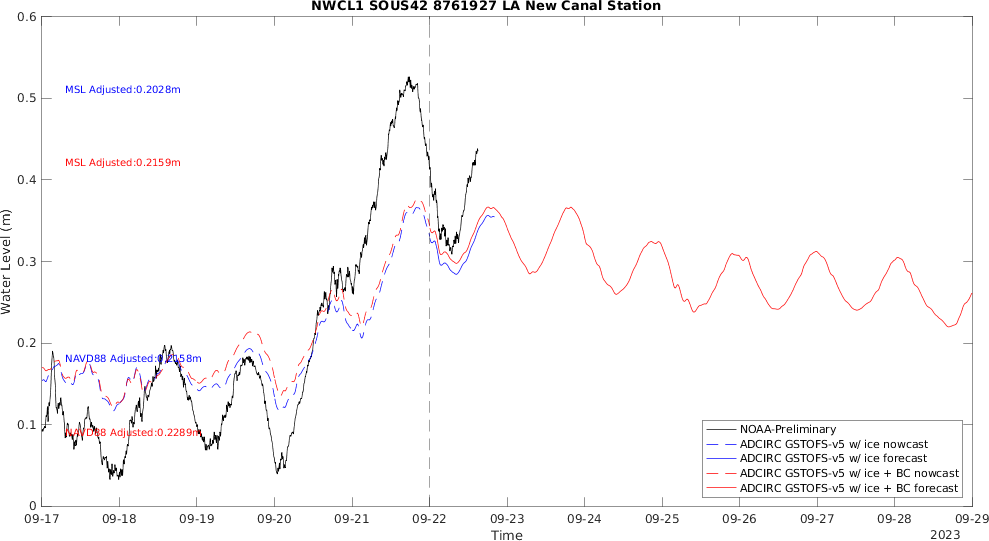 NWCL1 SOUS42 8761927 LA New Canal Station
0.6
0.5
0.4
0.3
0.2
0.1
0
Water Level (m)
MSL Adjusted:0.2028m
MSL Adjusted:0.2159m
NAVD88 Adjusted:0.2158m
NAVD88 Adjusted:0.2289m
NOAA-Preliminary
ADCIRC GSTOFS-v5 w/ ice nowcast
ADCIRC GSTOFS-v5 w/ ice forecast
ADCIRC GSTOFS-v5 w/ ice + BC nowcast
ADCIRC GSTOFS-v5 w/ ice + BC forecast
09-17 09-18 09-19 09-20 09-21 09-22 09-23 09-24 09-25 09-26 09-27 09-28 09-29
Time
2023